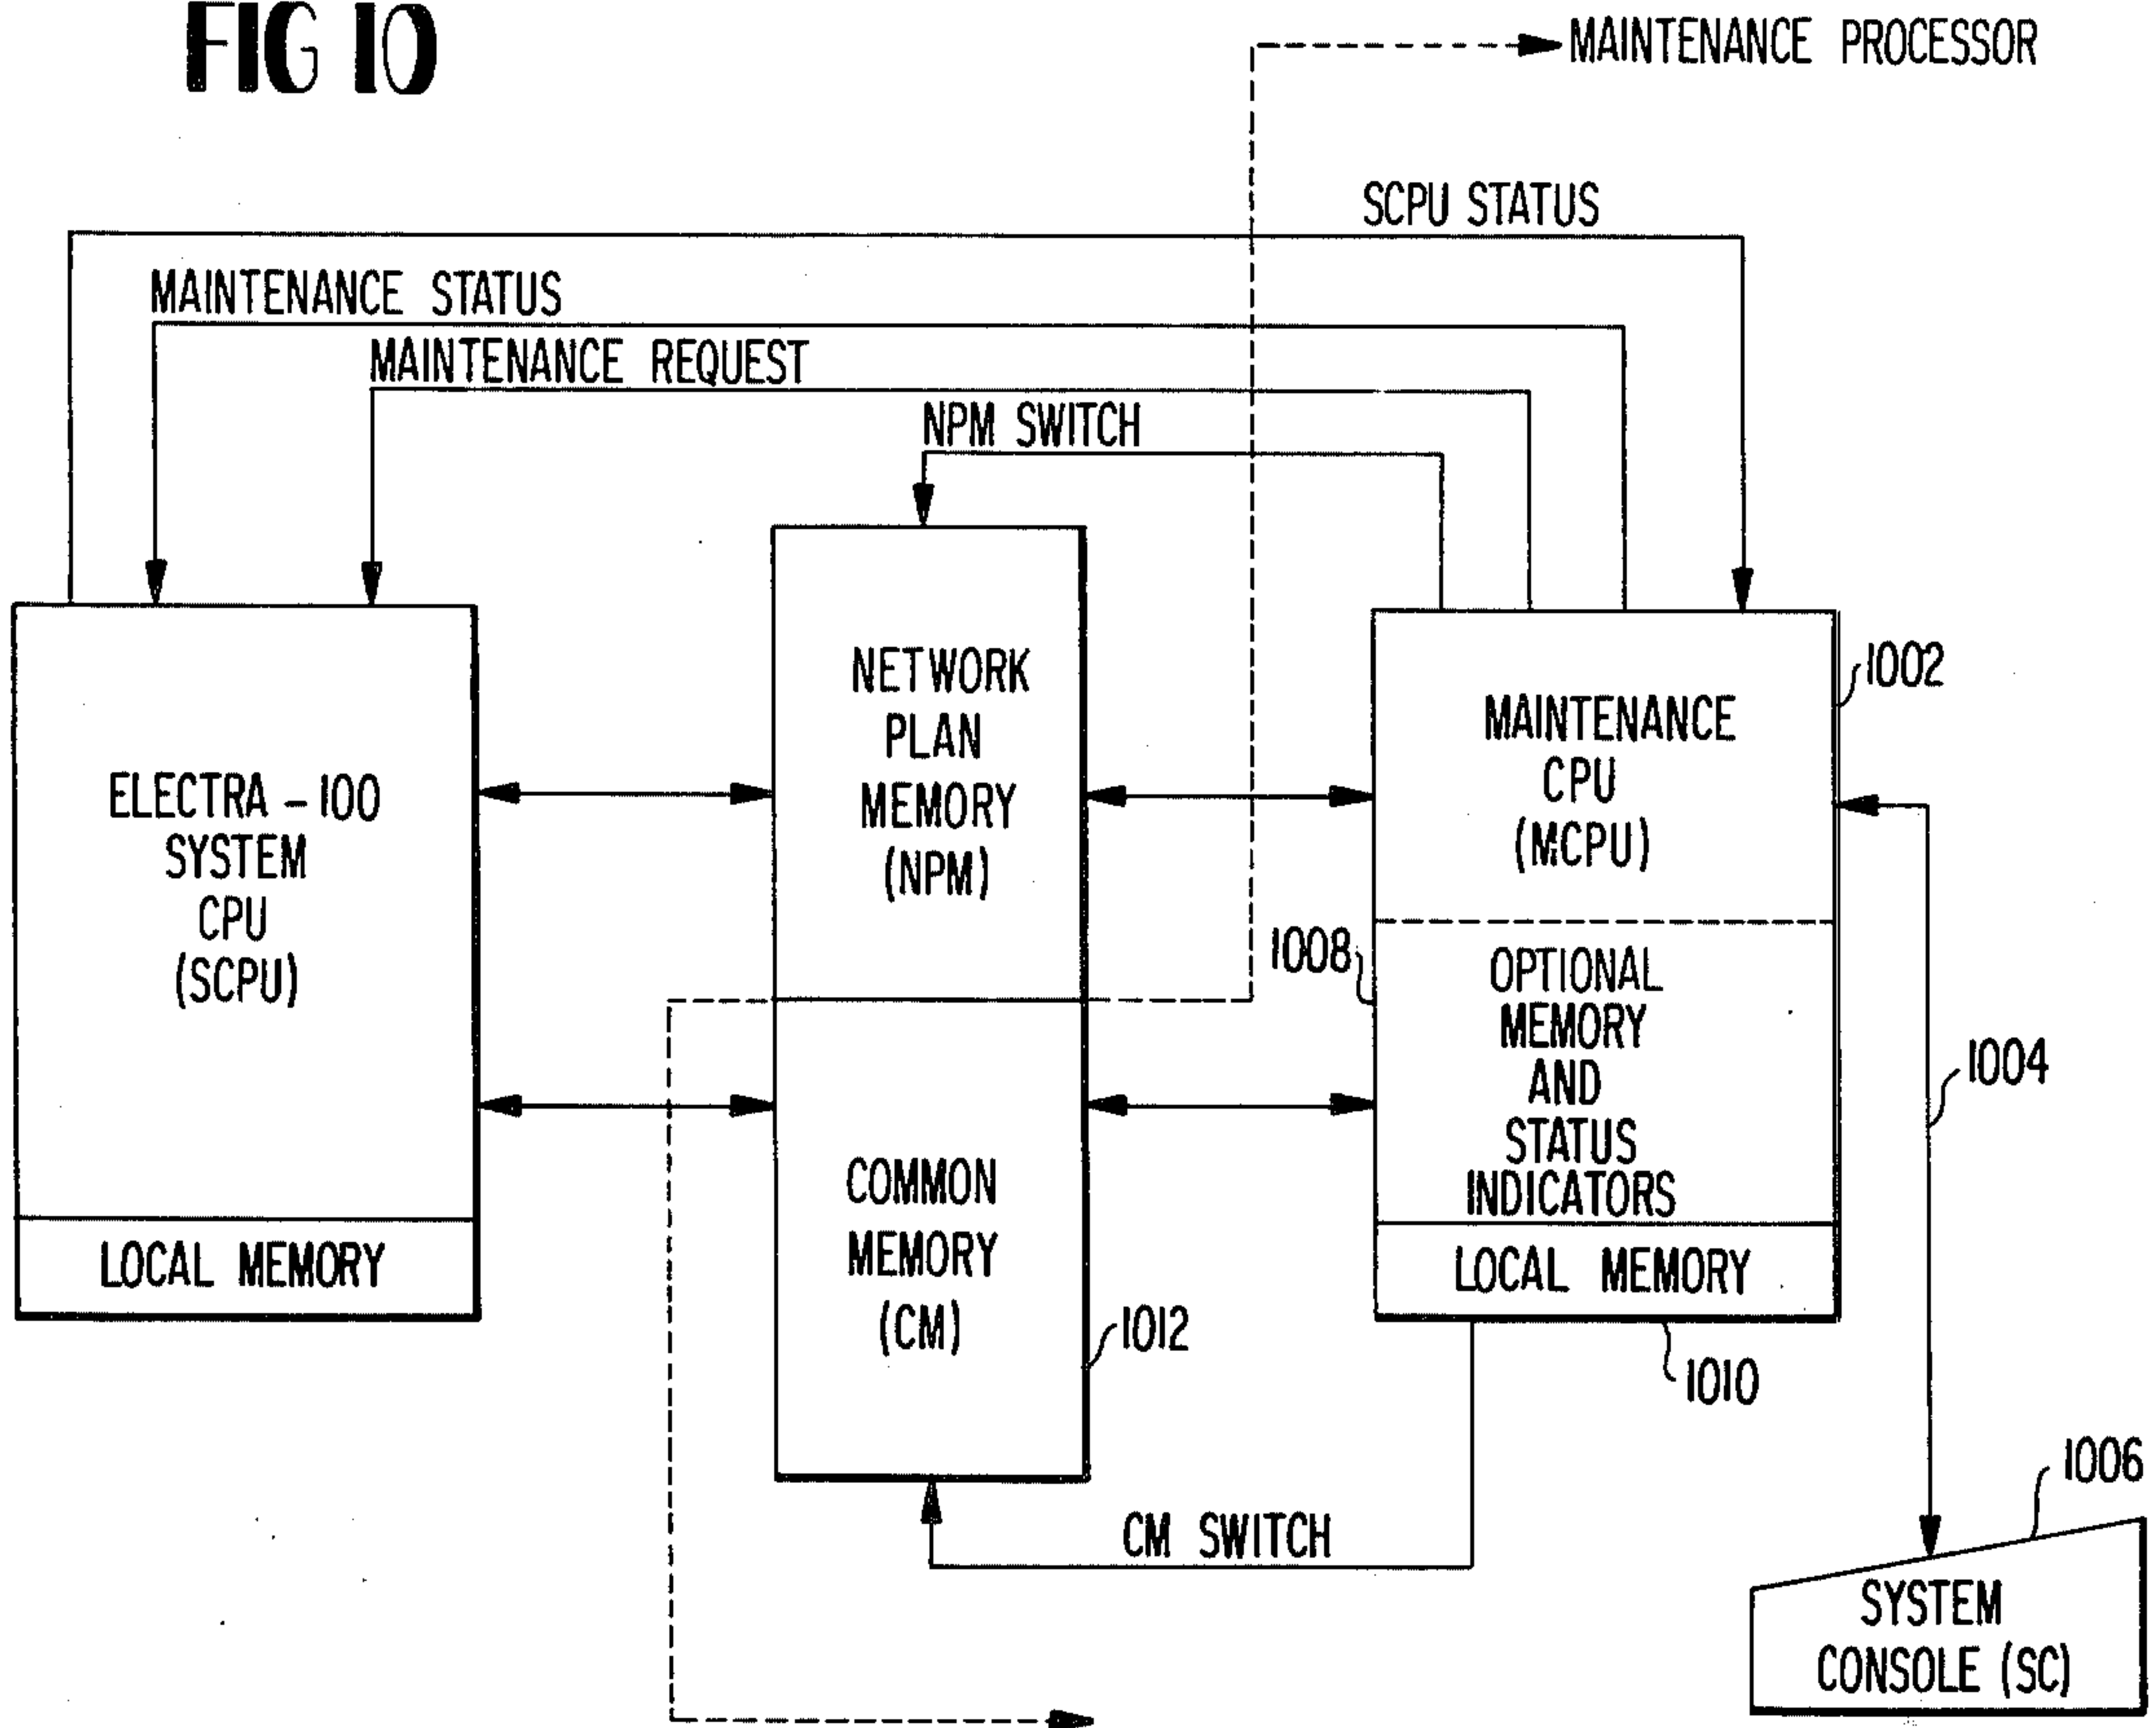 FIG 10
MAINTENANCE PROCESSOR
SCPU STATUS
MAINTENANCE STATUS
MAINTENANCE REQUEST
NPM SWITCH
ELECTRA-100
SYSTEM
CPU
(SCPU)
LOCAL MEMORY
NETWORK
PLAN
MEMORY
(NPM)
COMMON
MEMORY
(CM)
1012
MAINTENANCE
CPU
(MCPU)
1002
1008
OPTIONAL
MEMORY
AND
STATUS
INDICATORS
LOCAL MEMORY
1010
1004
CM SWITCH
1006
SYSTEM
CONSOLE (SC)